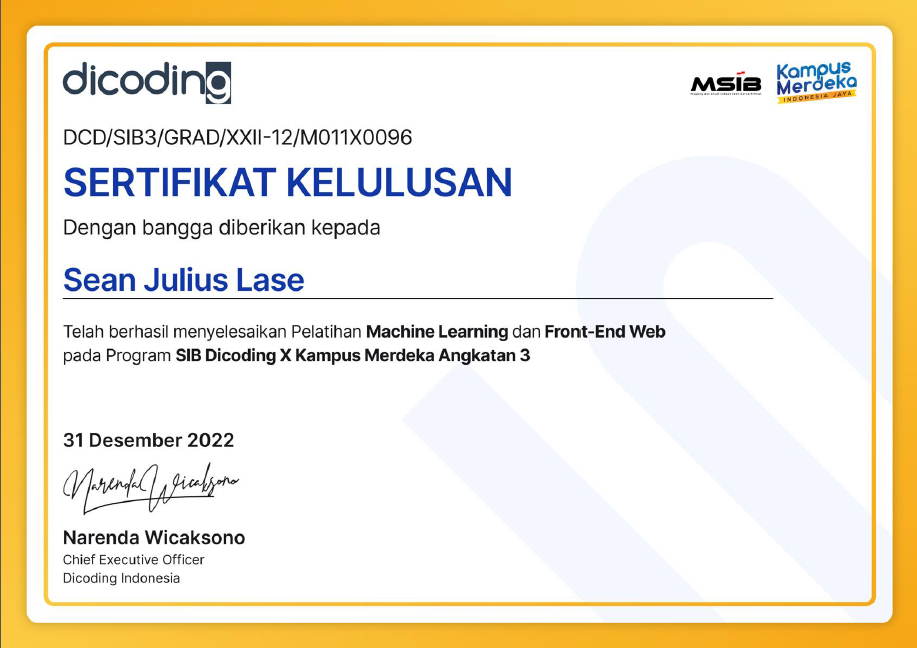 dicoding
MSIB
Kampus
Merdeka
INDONESIA JAYA
DCD/SIB3/GRAD/XXII-12/M011X0096
SERTIFIKAT KELULUSAN
Dengan bangga diberikan kepada
Sean Julius Lase
Telah berhasil menyelesaikan Pelatihan Machine Learning dan Front-End Web
pada Program SIB Dicoding X Kampus Merdeka Angkatan 3
31 Desember 2022
Narenda Wicaksono
Narenda Wicaksono
Chief Executive Officer
Dicoding Indonesia